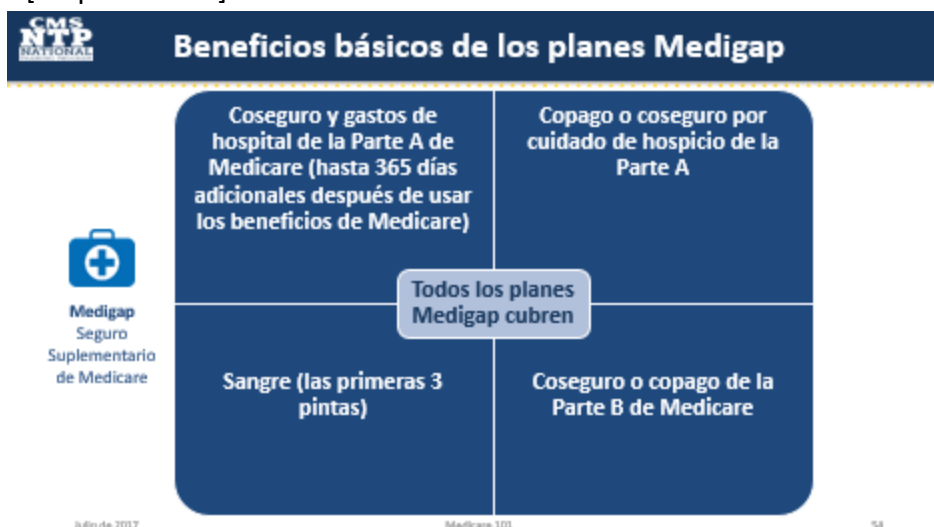 CMS
NTP
NATIONAL
Beneficios básicos de los planes Medigap
Coseguro y gastos de
hospital de la Parte A de
Medicare (hasta 365 días
adicionales después de usar
los beneficios de Medicare)
Copago o coseguro por
cuidado de hospicio de la
Parte A
Todos los planes
Medigap cubren
Medigap
Seguro
Suplementario
de Medicare
Sangre (las primeras 3
pintas)
Coseguro o copago de la
Parte B de Medicare
Julio de 2017
Medicare 101
54